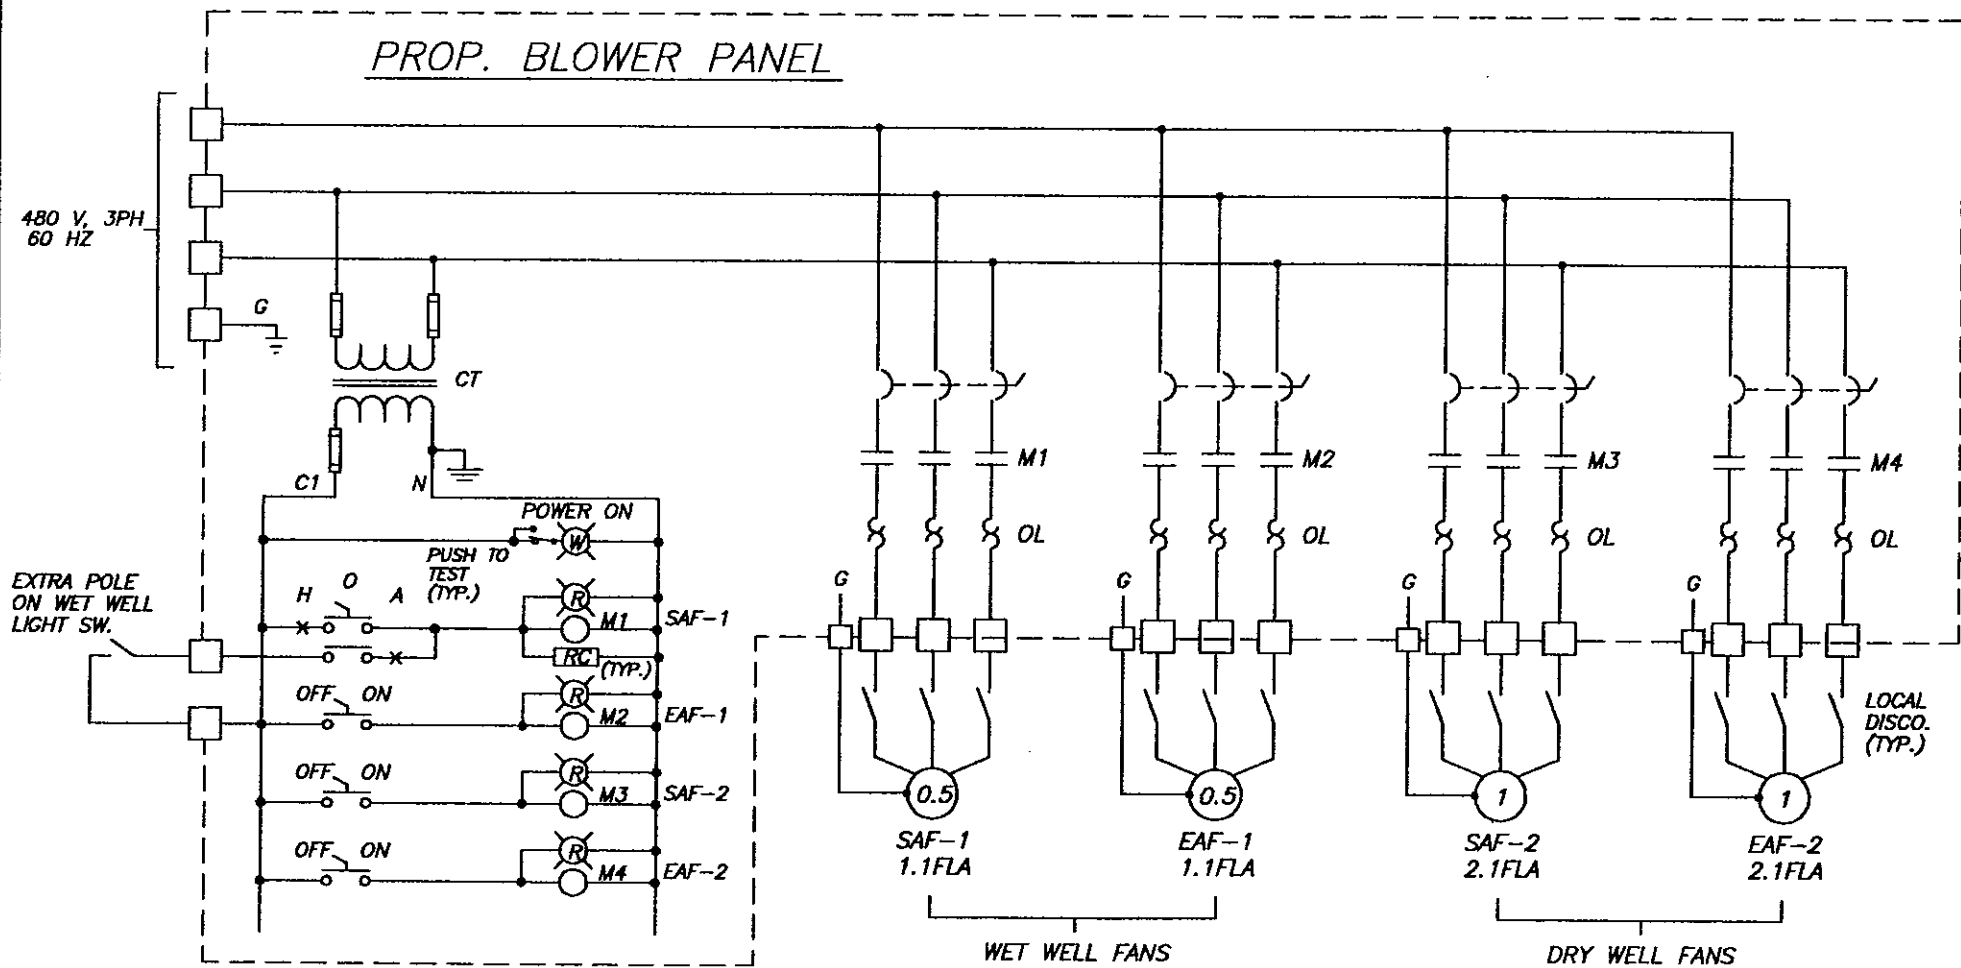 PROP. BLOWER PANEL
480 V, 3PH
60 HZ
G
CT
C1
N
POWER ON
W
PUSH TO
TEST
(TYP.)
EXTRA POLE
ON WET WELL
LIGHT SW.
H
O
A
R
M1
SAF-1
RC
(TYP.)
OFF
ON
R
M2
EAF-1
OFF
ON
R
M3
SAF-2
OFF
ON
R
M4
EAF-2
M1
OL
G
0.5
SAF-1
1.1FLA
M2
OL
G
0.5
EAF-1
1.1FLA
WET WELL FANS
M3
OL
G
1
SAF-2
2.1FLA
M4
OL
G
1
EAF-2
2.1FLA
LOCAL
DISCO.
(TYP.)
DRY WELL FANS